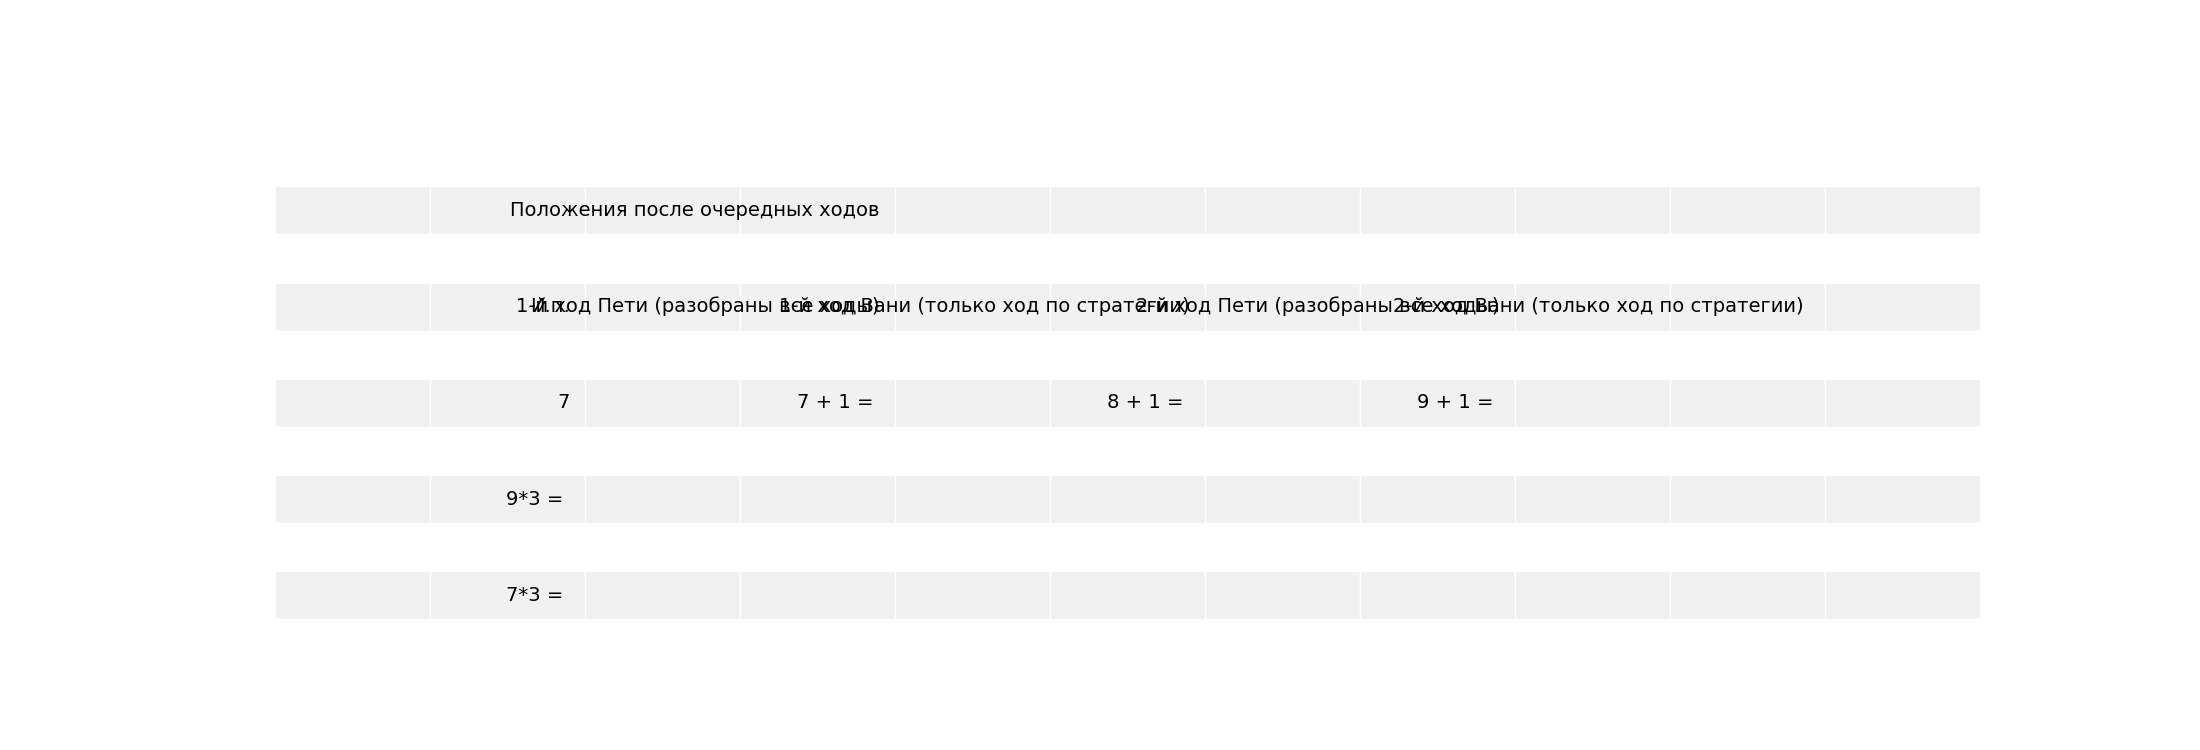 Положения после очередных ходов
И.п. 1-й ход Пети (разобраны все ходы) 1-й ход Вани (только ход по стратегии) 2-й ход Пети (разобраны все ходы) 2-й ход Вани (только ход по стратегии)
7 7 + 1 = 8 + 1 = 9 + 1 =
9*3 =
7*3 =